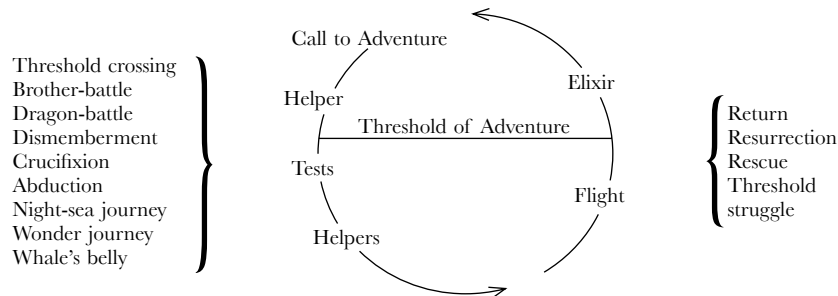 Call to Adventure
Threshold crossing
Brother-battle
Dragon-battle
Dismemberment
Crucifixion
Abduction
Night-sea journey
Wonder journey
Whale's belly
Helper
Threshold of Adventure
Tests
Helpers
Elixir
Flight
Return
Resurrection
Rescue
Threshold
struggle